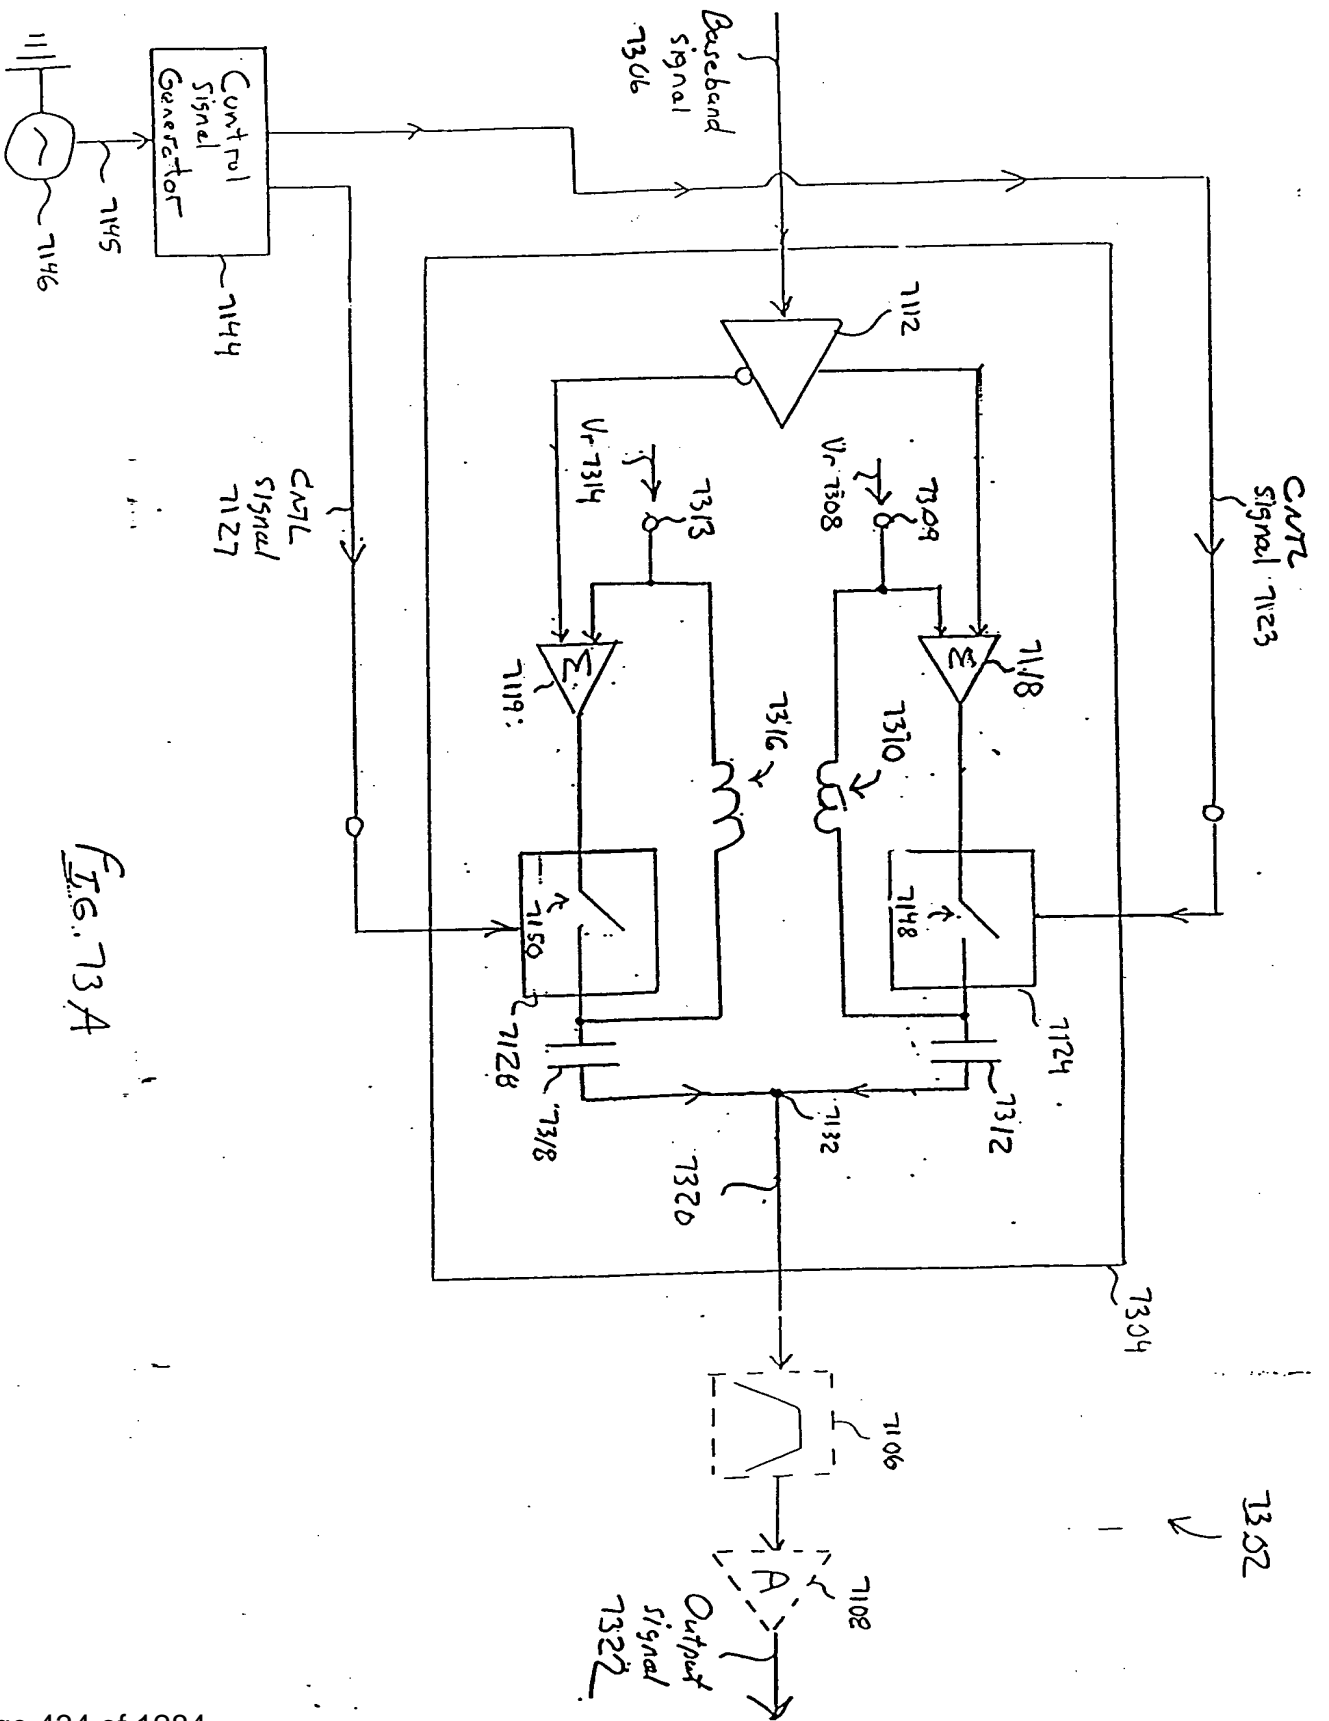 Baseband
signal
7306
Control
Signal
Generator
7144
7145
7146
CNTL
signal 7123
CNTL
signal
7127
7112
Vr 7308
7309
Vr 7314
7313
Σ
7118
Σ
7119
7310
7316
7148
7124
7150
7128
7312
7318
7132
7320
7304
7106
A
7108
Output
signal
7322
7302
FIG. 73A